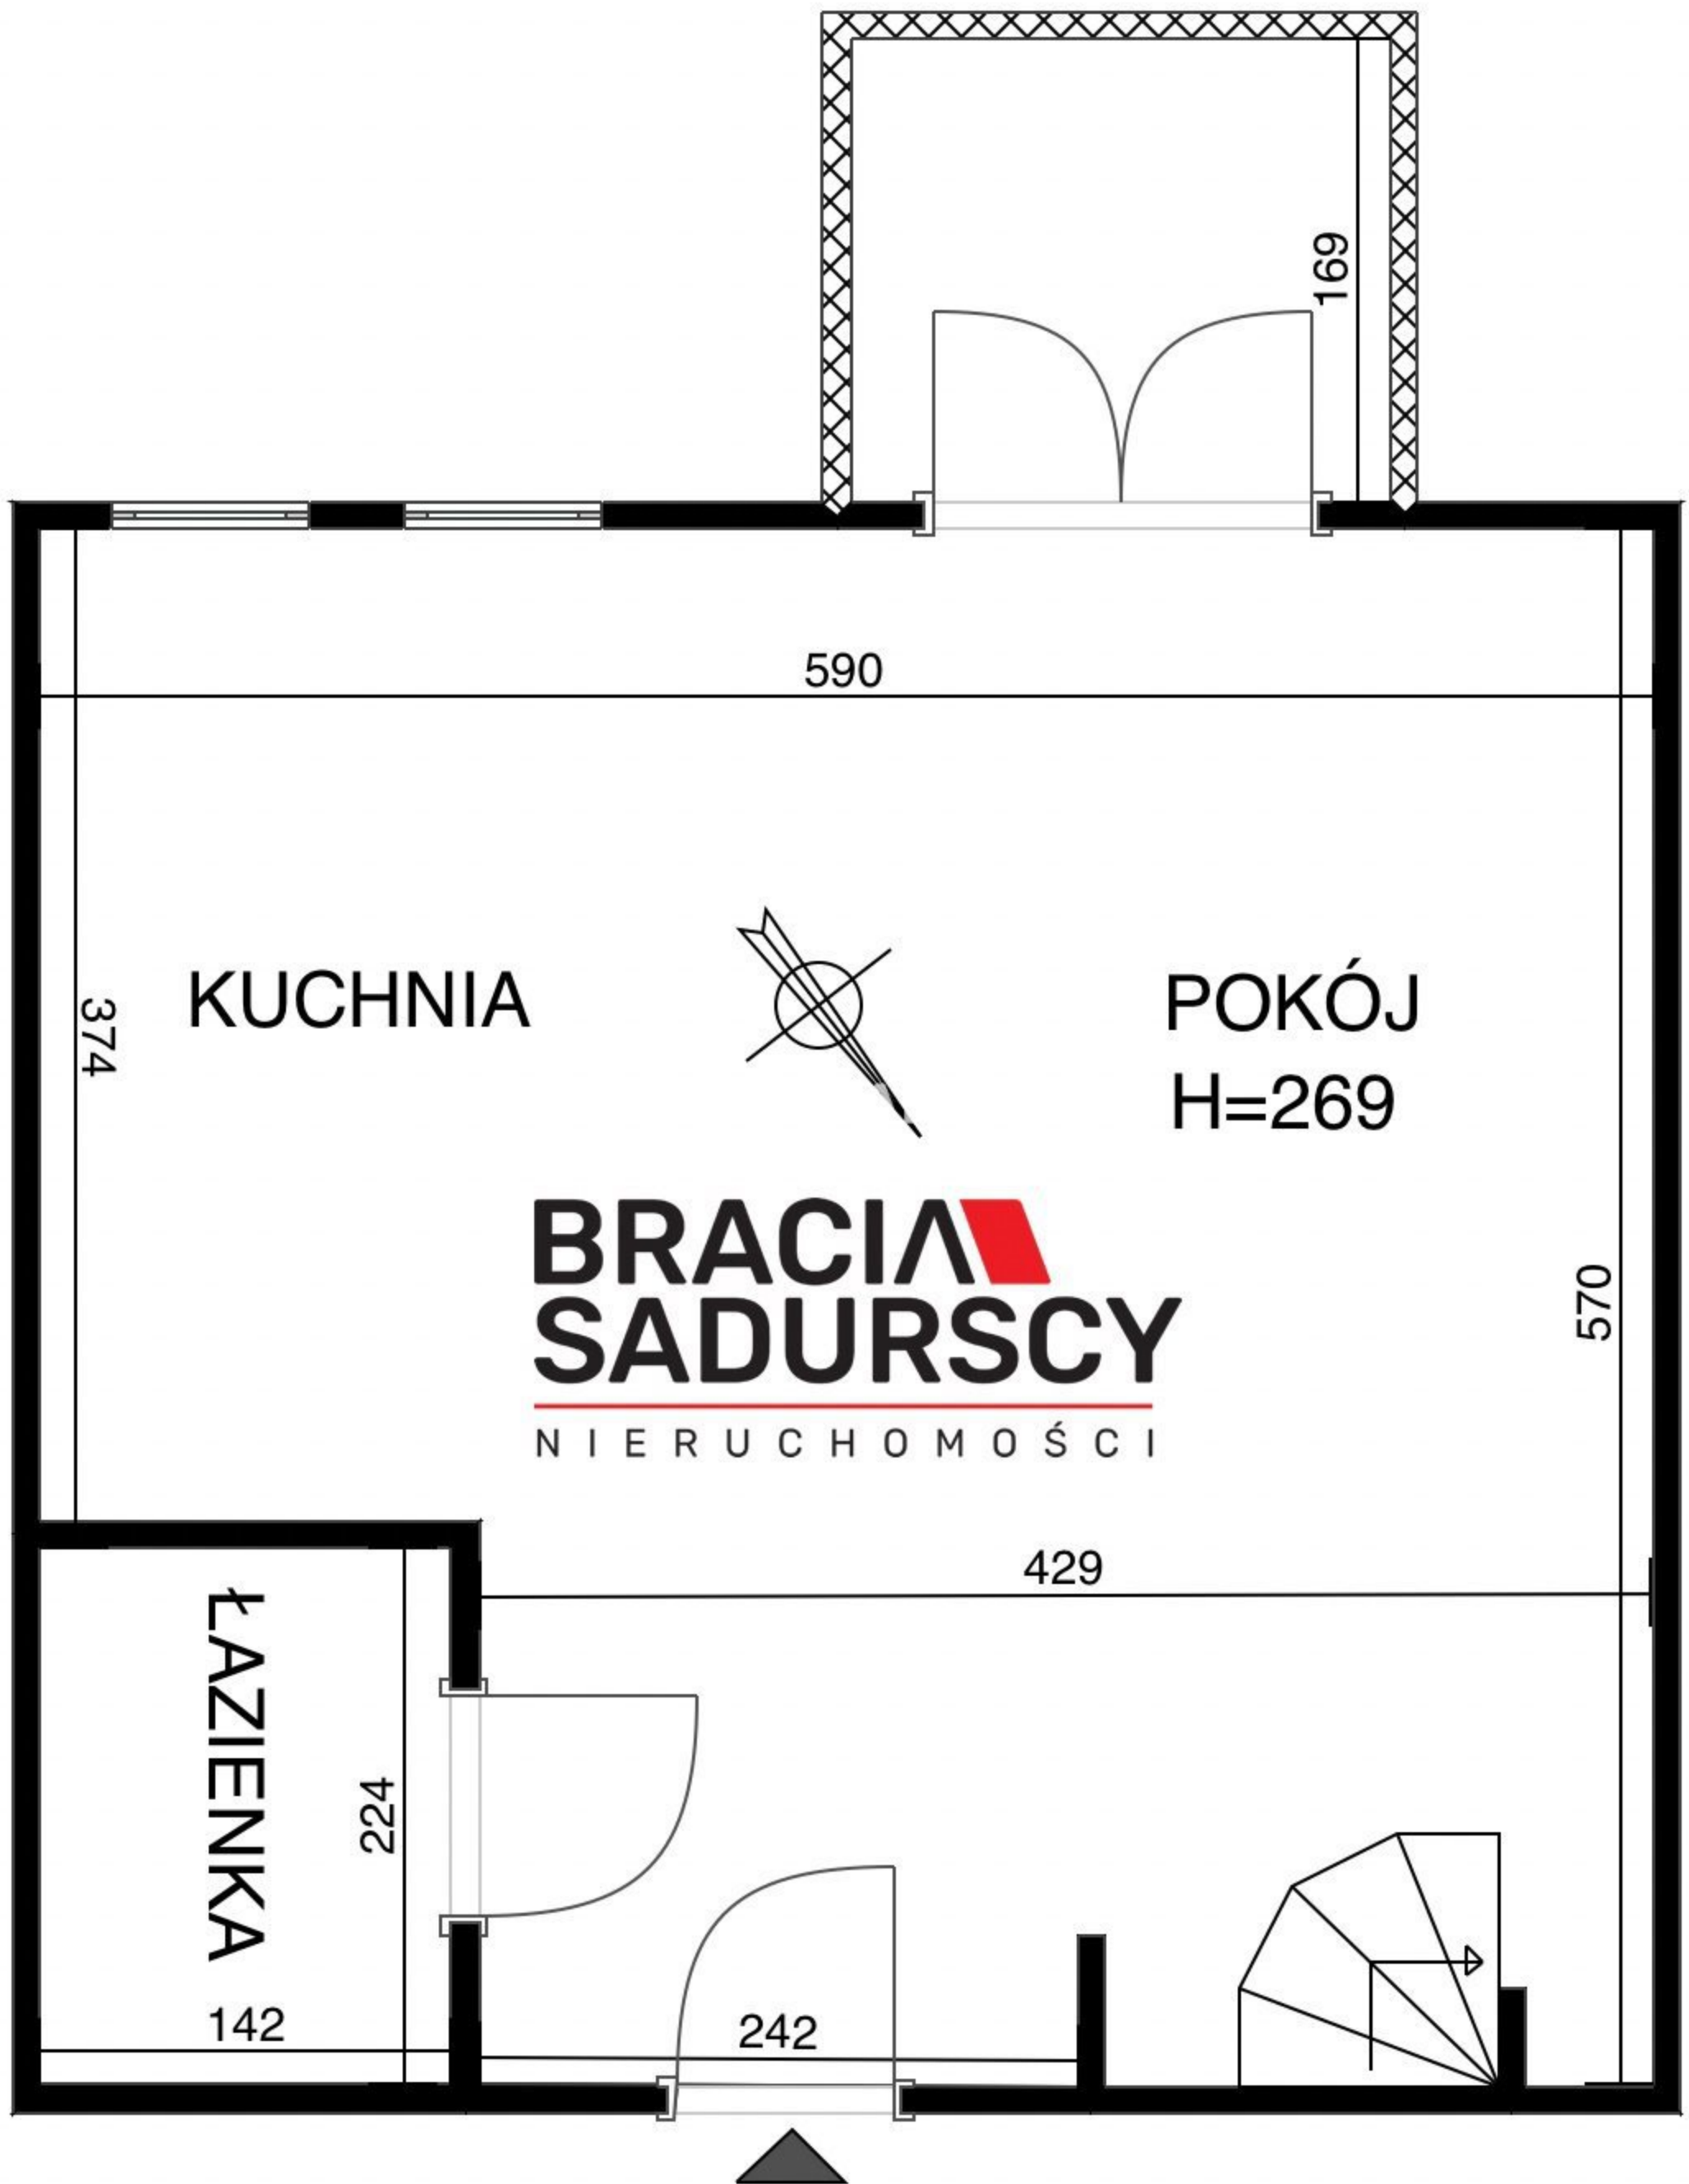 169
590
KUCHNIA
374
POKÓJ
H=269
BRACIA
SADURSCY
NIERUCHOMOŚCI
570
429
ŁAZIENKA
224
142
242